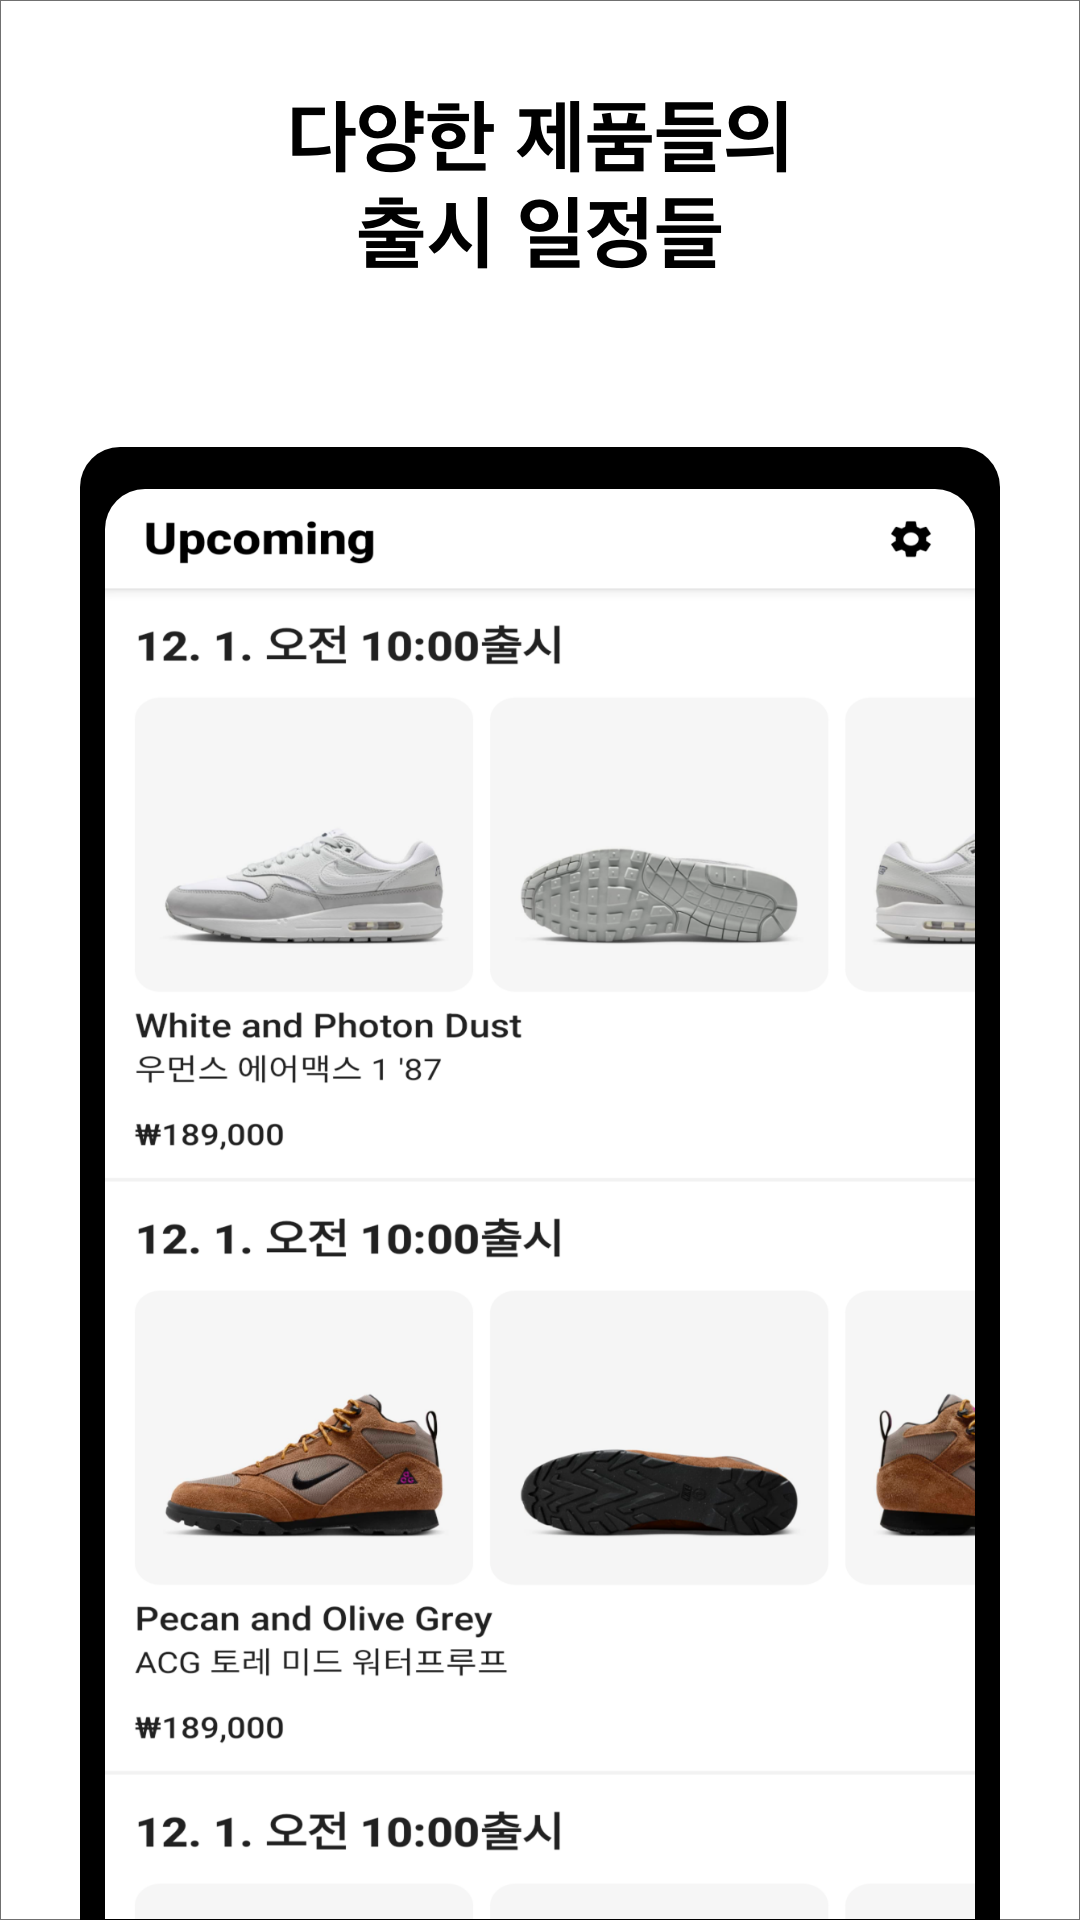 다양한 제품들의
출시 일정들
Upcoming
12. 1. 오전 10:00출시
White and Photon Dust
우먼스 에어맥스 1 '87
₩189,000
12. 1. 오전 10:00출시
Pecan and Olive Grey
ACG 토레 미드 워터프루프
₩189,000
12. 1. 오전 10:00출시